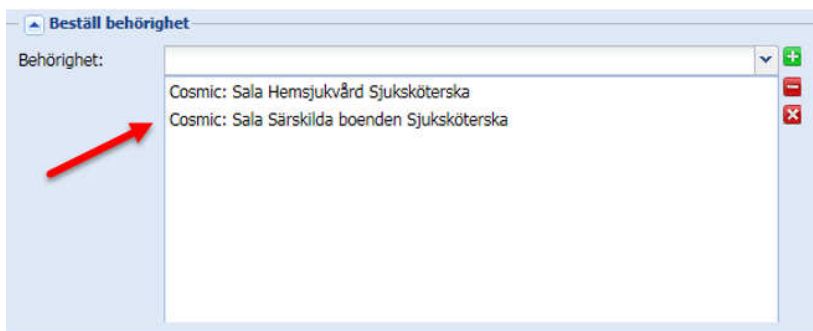 Beställ behörighet
Behörighet:
Cosmic: Sala Hemsjukvård Sjuksköterska
Cosmic: Sala Särskilda boenden Sjuksköterska